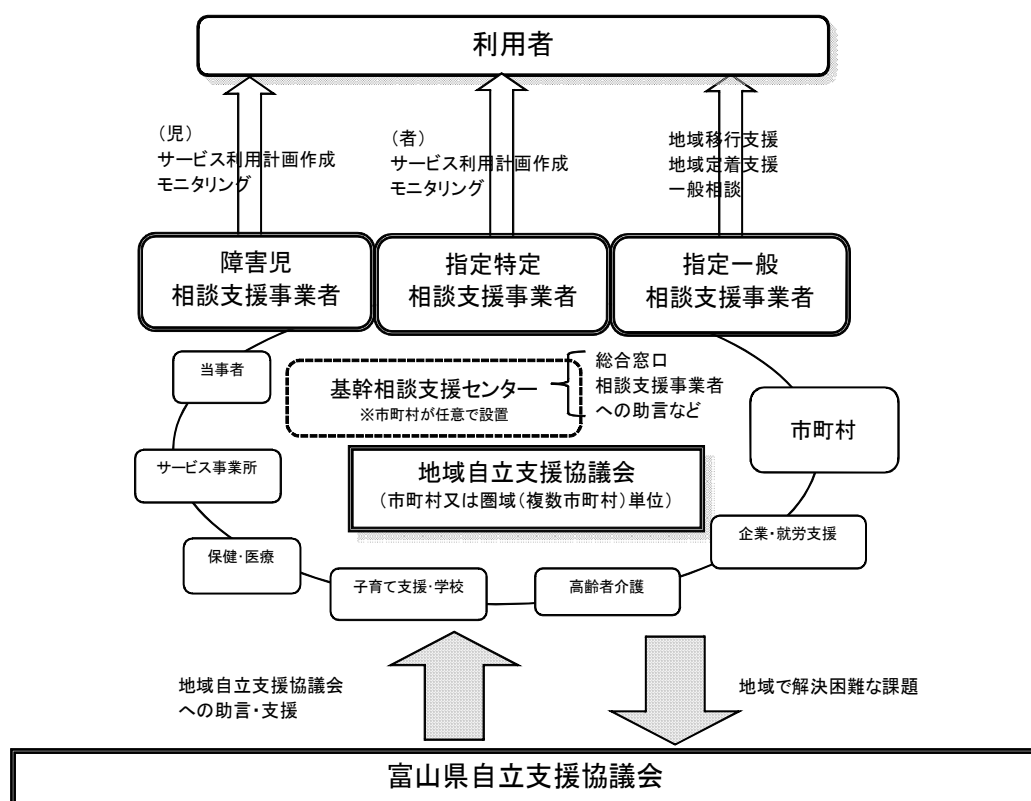 利用者
(児)
サービス利用計画作成
モニタリング
(者)
サービス利用計画作成
モニタリング
地域移行支援
地域定着支援
一般相談
障害児
相談支援事業者
指定特定
相談支援事業者
指定一般
相談支援事業者
当事者
基幹相談支援センター
※市町村が任意で設置
総合窓口
相談支援事業者
への助言など
市町村
サービス事業所
地域自立支援協議会
(市町村又は圏域(複数市町村)単位)
企業・就労支援
保健・医療
子育て支援・学校
高齢者介護
地域自立支援協議会
への助言・支援
地域で解決困難な課題
富山県自立支援協議会